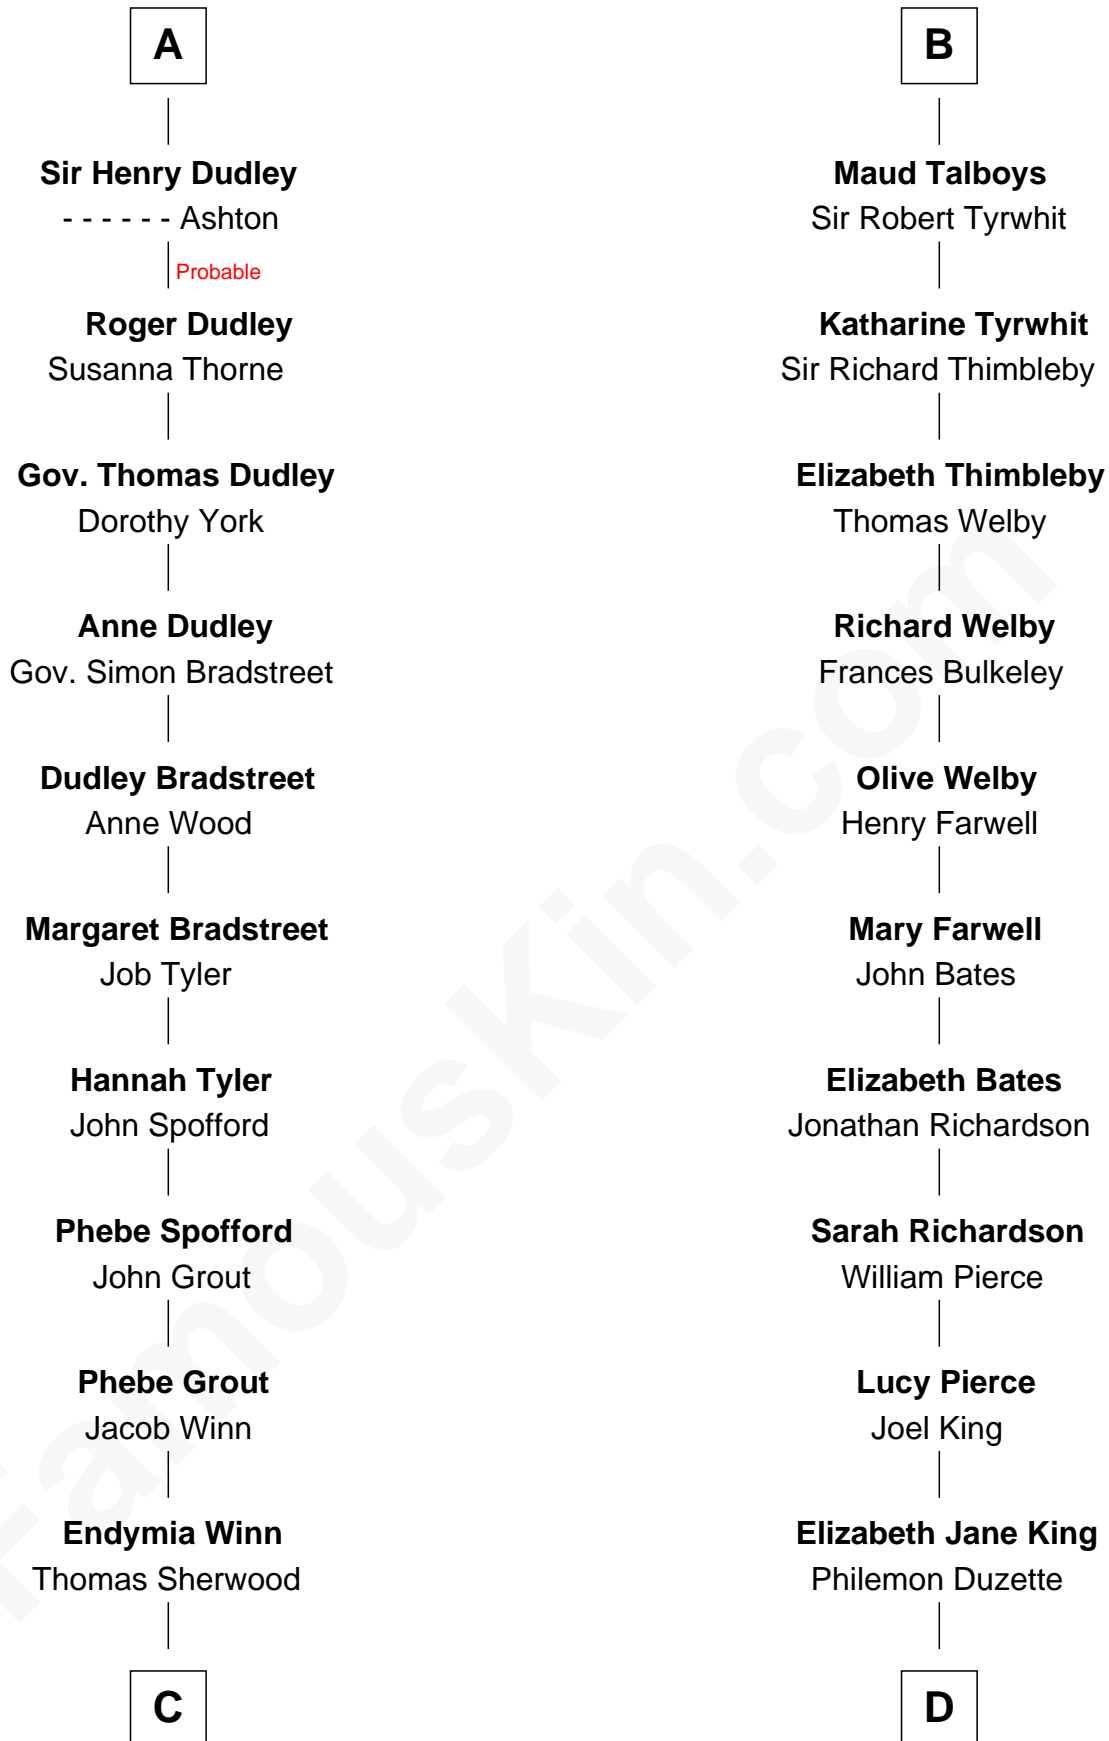 A
Sir Henry Dudley
- - - - - - Ashton
Probable
Roger Dudley
Susanna Thorne
Gov. Thomas Dudley
Dorothy York
Anne Dudley
Gov. Simon Bradstreet
Dudley Bradstreet
Anne Wood
Margaret Bradstreet
Job Tyler
Hannah Tyler
John Spofford
Phebe Spofford
John Grout
Phebe Grout
Jacob Winn
Endymia Winn
Thomas Sherwood
C
B
Maud Talboys
Sir Robert Tyrwhit
Katharine Tyrwhit
Sir Richard Thimbleby
Elizabeth Thimbleby
Thomas Welby
Richard Welby
Frances Bulkeley
Olive Welby
Henry Farwell
Mary Farwell
John Bates
Elizabeth Bates
Jonathan Richardson
Sarah Richardson
William Pierce
Lucy Pierce
Joel King
Elizabeth Jane King
Philemon Duzette
D
FamousKin.com